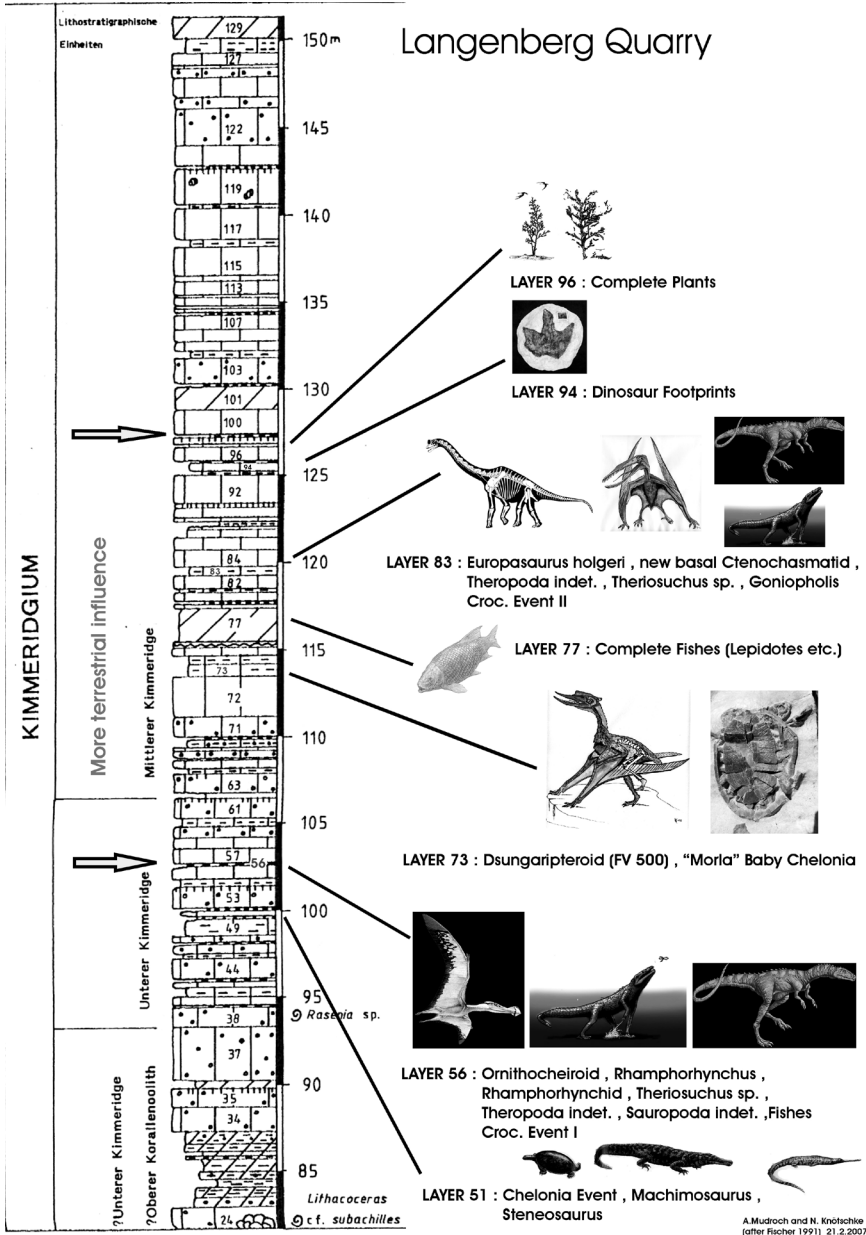 Langenberg Quarry
Lithostratigraphische
Einheiten
KIMMERIDGIUM
More terrestrial influence
Mittlerer Kimmeridge
Unterer Kimmeridge
?Unterer Kimmeridge
?Oberer Korallenoolith
129
127
122
119
117
115
113
107
103
101
100
96
94
92
84
83
82
77
73
72
71
63
61
57
56
53
49
44
38
37
35
34
24
150 m
145
140
135
130
125
120
115
110
105
100
95
90
85
Rasenia sp.
Lithacoceras
cf. subachilles
LAYER 96 : Complete Plants
LAYER 94 : Dinosaur Footprints
LAYER 83 : Europasaurus holgeri , new basal Ctenochasmatid ,
Theropoda indet. , Theriosuchus sp. , Goniopholis
Croc. Event II
LAYER 77 : Complete Fishes (Lepidotes etc.)
LAYER 73 : Dsungaripteroid (FV 500) , “Morla” Baby Chelonia
LAYER 56 : Ornithocheiroid , Rhamphorhynchus ,
Rhamphorhynchid , Theriosuchus sp. ,
Theropoda indet. , Sauropoda indet. ,Fishes
Croc. Event I
LAYER 51 : Chelonia Event , Machimosaurus ,
Steneosaurus
A.Mudroch and N. Knötschke
(after Fischer 1991) 21.2.2007